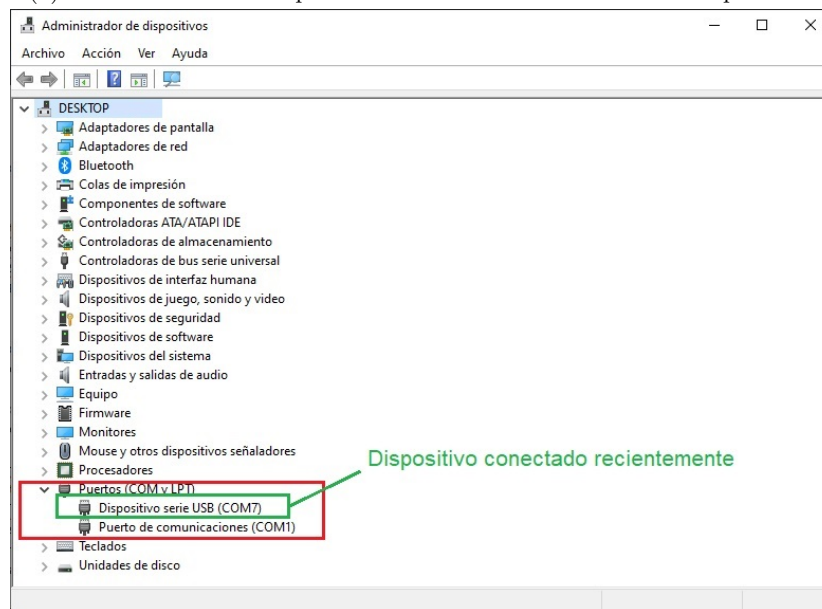 Administrador de dispositivos
Archivo Acción Ver Ayuda
DESKTOP
Adaptadores de pantalla
Adaptadores de red
Bluetooth
Colas de impresión
Componentes de software
Controladoras ATA/ATAPI IDE
Controladoras de almacenamiento
Controladoras de bus serie universal
Dispositivos de interfaz humana
Dispositivos de juego, sonido y video
Dispositivos de seguridad
Dispositivos de software
Dispositivos del sistema
Entradas y salidas de audio
Equipo
Firmware
Monitores
Mouse y otros dispositivos señaladores
Dispositivo conectado recientemente
Procesadores
Puertos (COM y LPT)
Dispositivo serie USB (COM7)
Puerto de comunicaciones (COM1)
Teclados
Unidades de disco